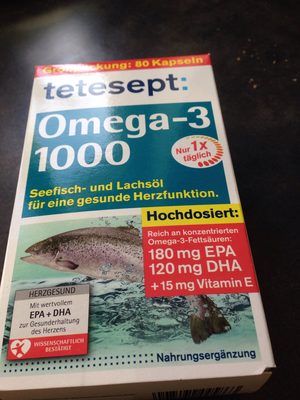 Großpackung: 80 Kapseln
tetesept:
Omega-3
1000
Nur 1x
täglich
Seefisch- und Lachsöl
für eine gesunde Herzfunktion.
Hochdosiert:
Reich an konzentrierten
Omega-3-Fettsäuren:
180 mg EPA
120 mg DHA
+ 15 mg Vitamin E
HERZGESUND
Mit wertvollem
EPA + DHA
zur Gesunderhaltung
des Herzens
WISSENSCHAFTLICH
BESTÄTIGT
Nahrungsergänzung